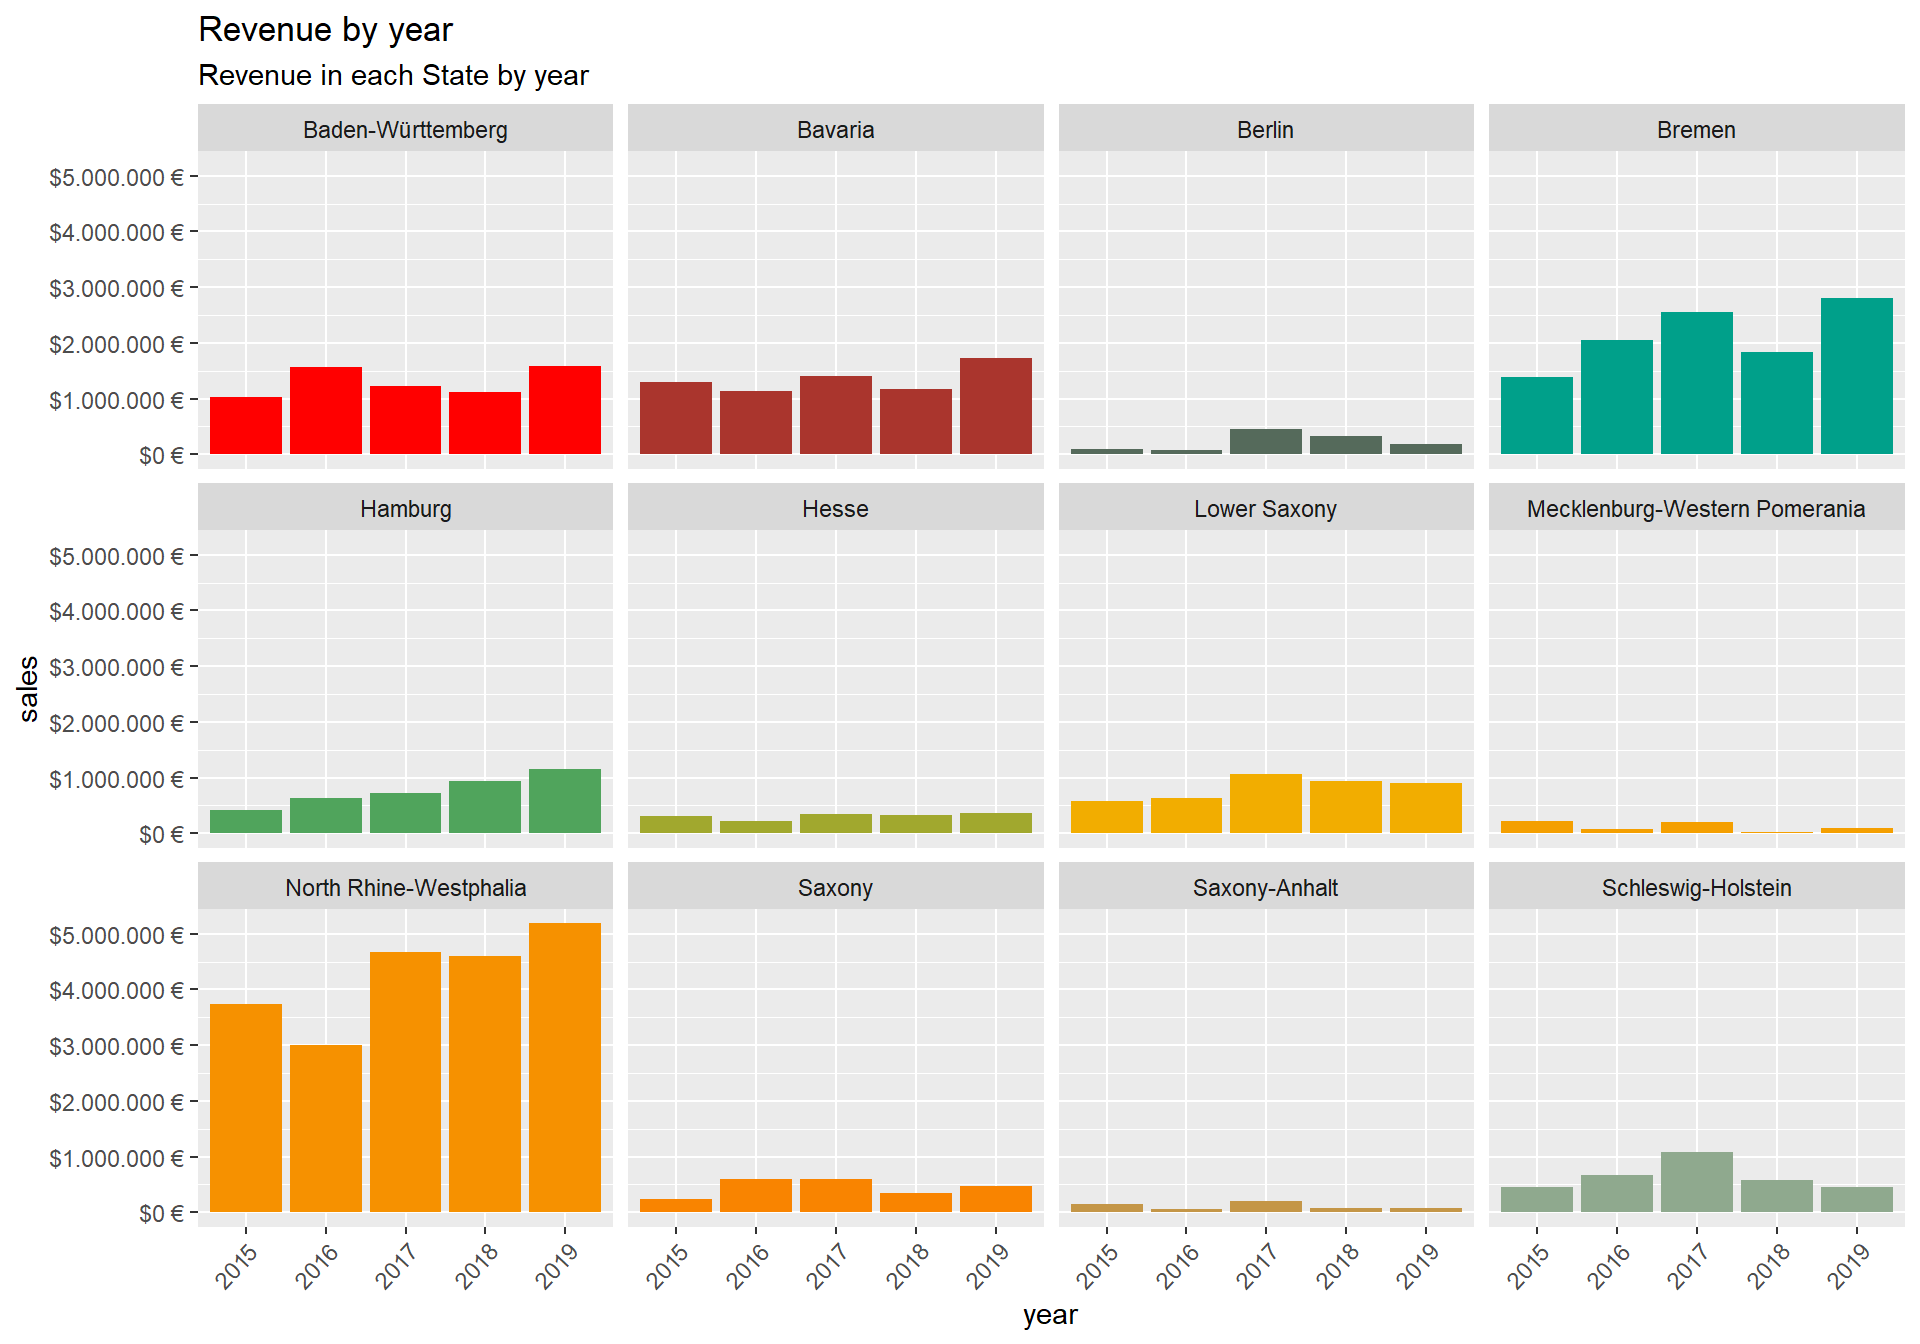 Revenue by year
Revenue in each State by year
Baden-Württemberg
Bavaria
Berlin
Bremen
$5.000.000 €
$4.000.000 €
$3.000.000 €
$2.000.000 €
$1.000.000 €
$0 €
Hamburg
Hesse
Lower Saxony
Mecklenburg-Western Pomerania
$5.000.000 €
$4.000.000 €
$3.000.000 €
$2.000.000 €
$1.000.000 €
$0 €
sales
North Rhine-Westphalia
Saxony
Saxony-Anhalt
Schleswig-Holstein
$5.000.000 €
$4.000.000 €
$3.000.000 €
$2.000.000 €
$1.000.000 €
$0 €
2015 2016 2017 2018 2019
2015 2016 2017 2018 2019
2015 2016 2017 2018 2019
2015 2016 2017 2018 2019
year